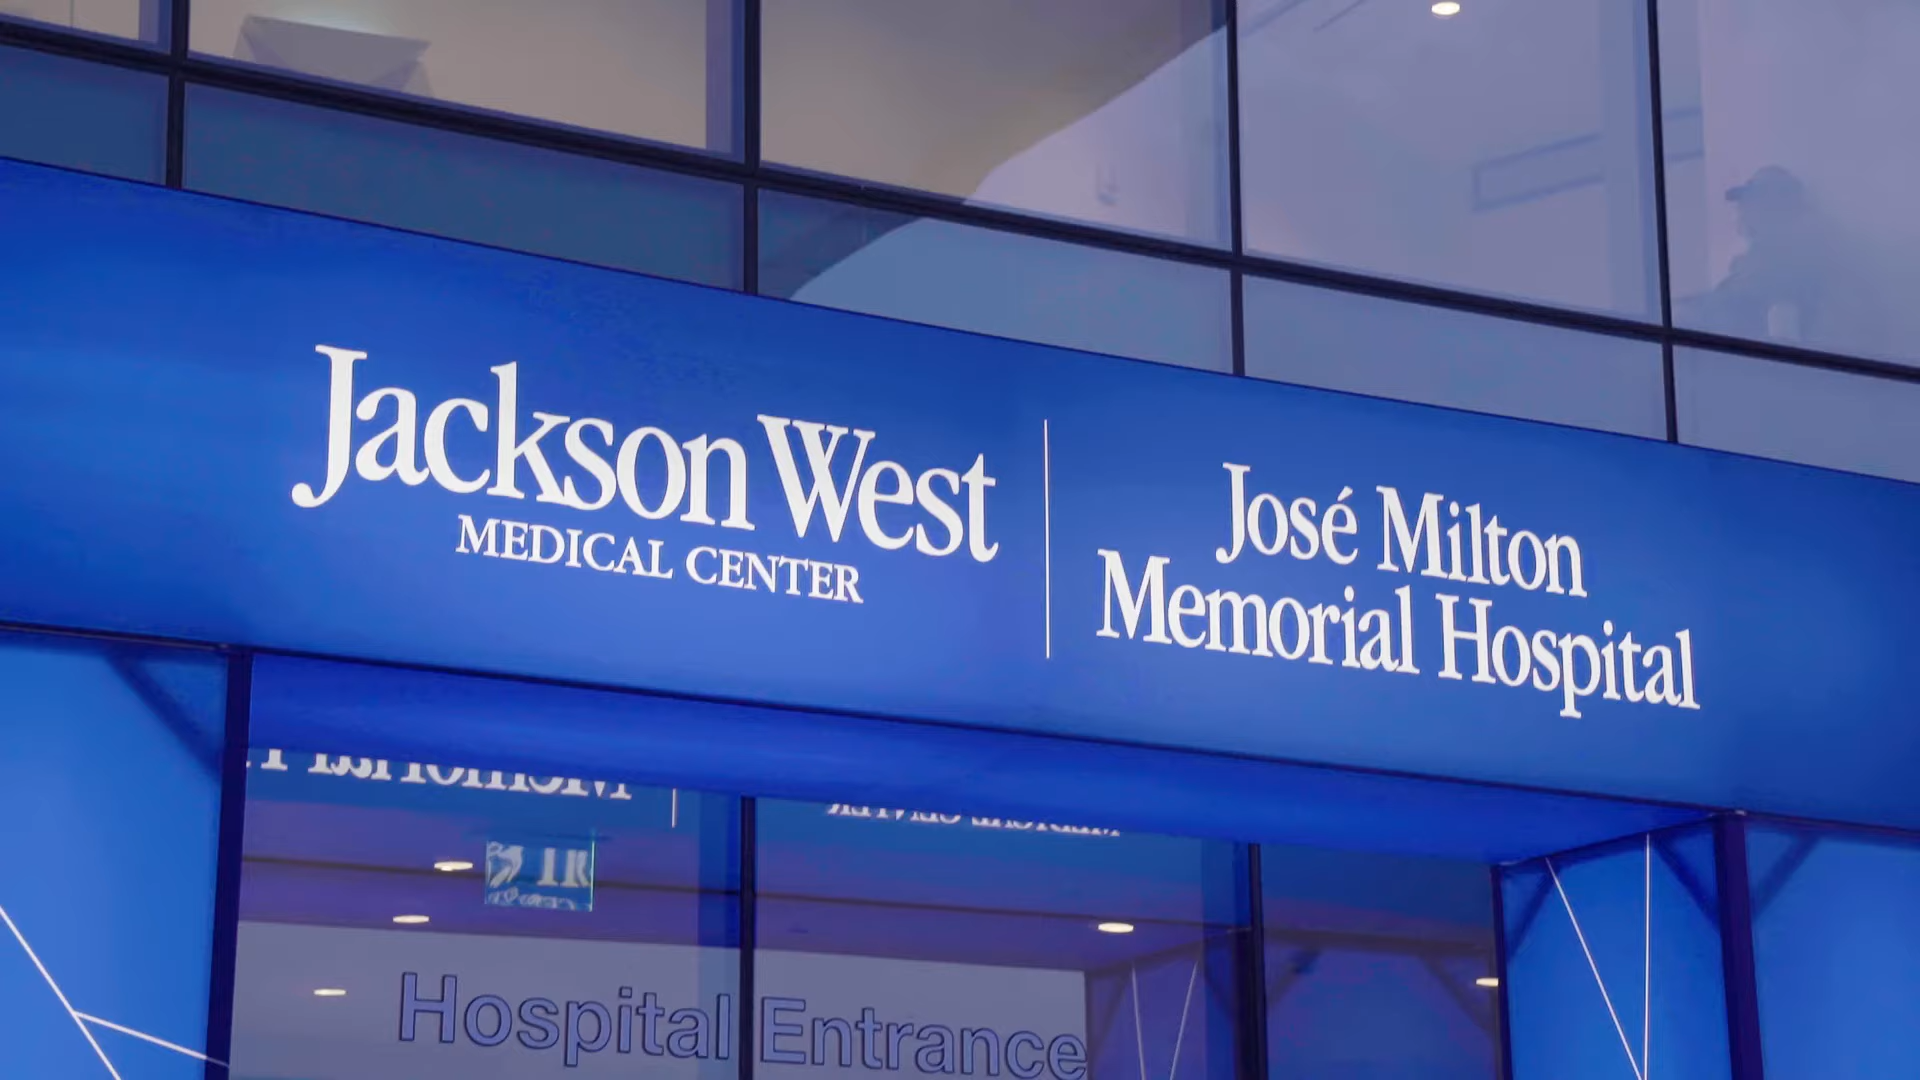 Jackson West
MEDICAL CENTER
José Milton
Memorial Hospital
Hospital Entrance